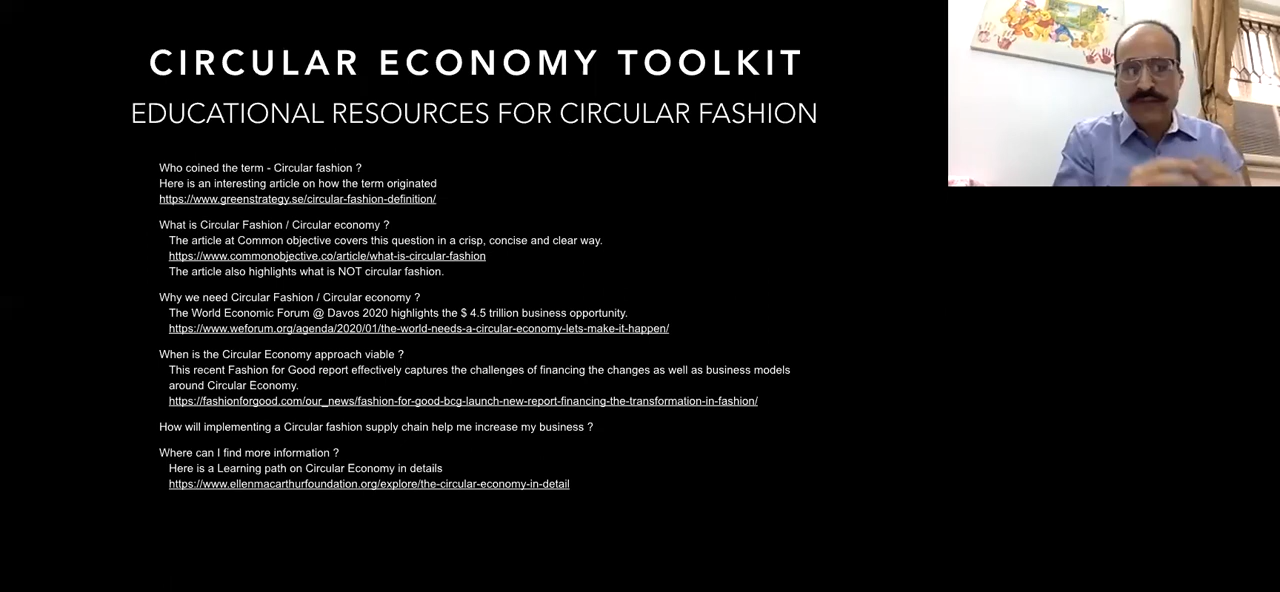 CIRCULAR ECONOMY TOOLKIT
EDUCATIONAL RESOURCES FOR CIRCULAR FASHION
Who coined the term - Circular fashion ?
Here is an interesting article on how the term originated
https://www.greenstrategy.se/circular-fashion-definition/
What is Circular Fashion / Circular economy ?
The article at Common objective covers this question in a crisp, concise and clear way.
https://www.commonobjective.co/article/what-is-circular-fashion
The article also highlights what is NOT circular fashion.
Why we need Circular Fashion / Circular economy ?
The World Economic Forum @ Davos 2020 highlights the $ 4.5 trillion business opportunity.
https://www.weforum.org/agenda/2020/01/the-world-needs-a-circular-economy-lets-make-it-happen/
When is the Circular Economy approach viable ?
This recent Fashion for Good report effectively captures the challenges of financing the changes as well as business models
around Circular Economy.
https://fashionforgood.com/our_news/fashion-for-good-bcg-launch-new-report-financing-the-transformation-in-fashion/
How will implementing a Circular fashion supply chain help me increase my business ?
Where can I find more information ?
Here is a Learning path on Circular Economy in details
https://www.ellenmacarthurfoundation.org/explore/the-circular-economy-in-detail